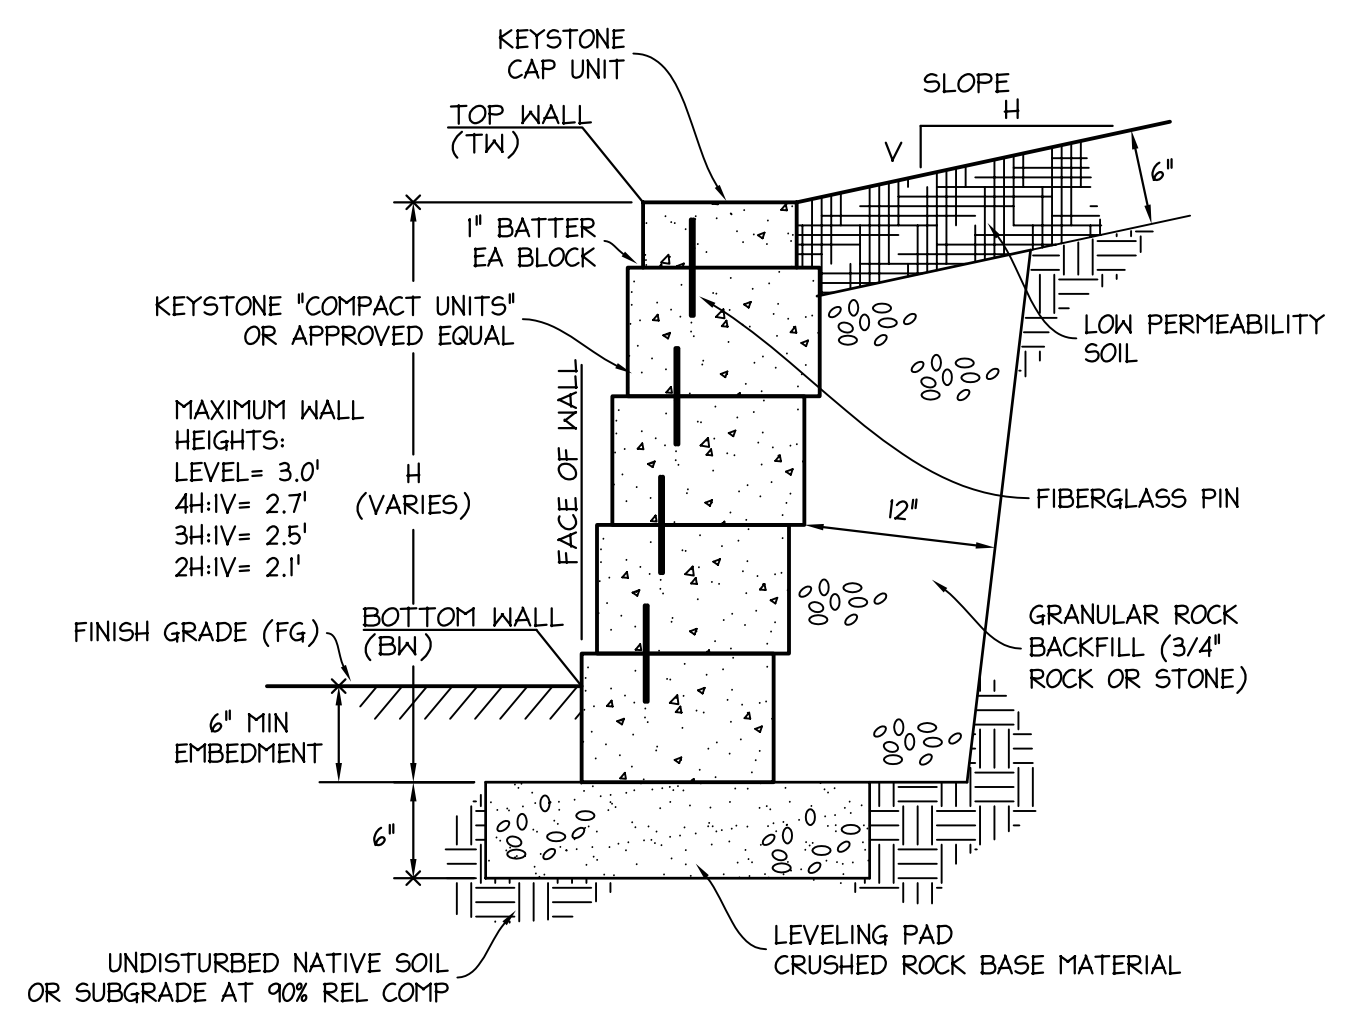 KEYSTONE
CAP UNIT
SLOPE
H
V
6"
TOP WALL
(TW)
1" BATTER
EA BLOCK
KEYSTONE "COMPACT UNITS"
OR APPROVED EQUAL
LOW PERMEABILITY
SOIL
MAXIMUM WALL
HEIGHTS:
LEVEL= 3.0'
4H:1V= 2.7'
3H:1V= 2.5'
2H:1V= 2.1'
H
(VARIES)
FACE OF WALL
FIBERGLASS PIN
12"
BOTTOM WALL
(BW)
FINISH GRADE (FG)
GRANULAR ROCK
BACKFILL (3/4"
ROCK OR STONE)
6" MIN
EMBEDMENT
6"
LEVELING PAD
CRUSHED ROCK BASE MATERIAL
UNDISTURBED NATIVE SOIL
OR SUBGRADE AT 90% REL COMP